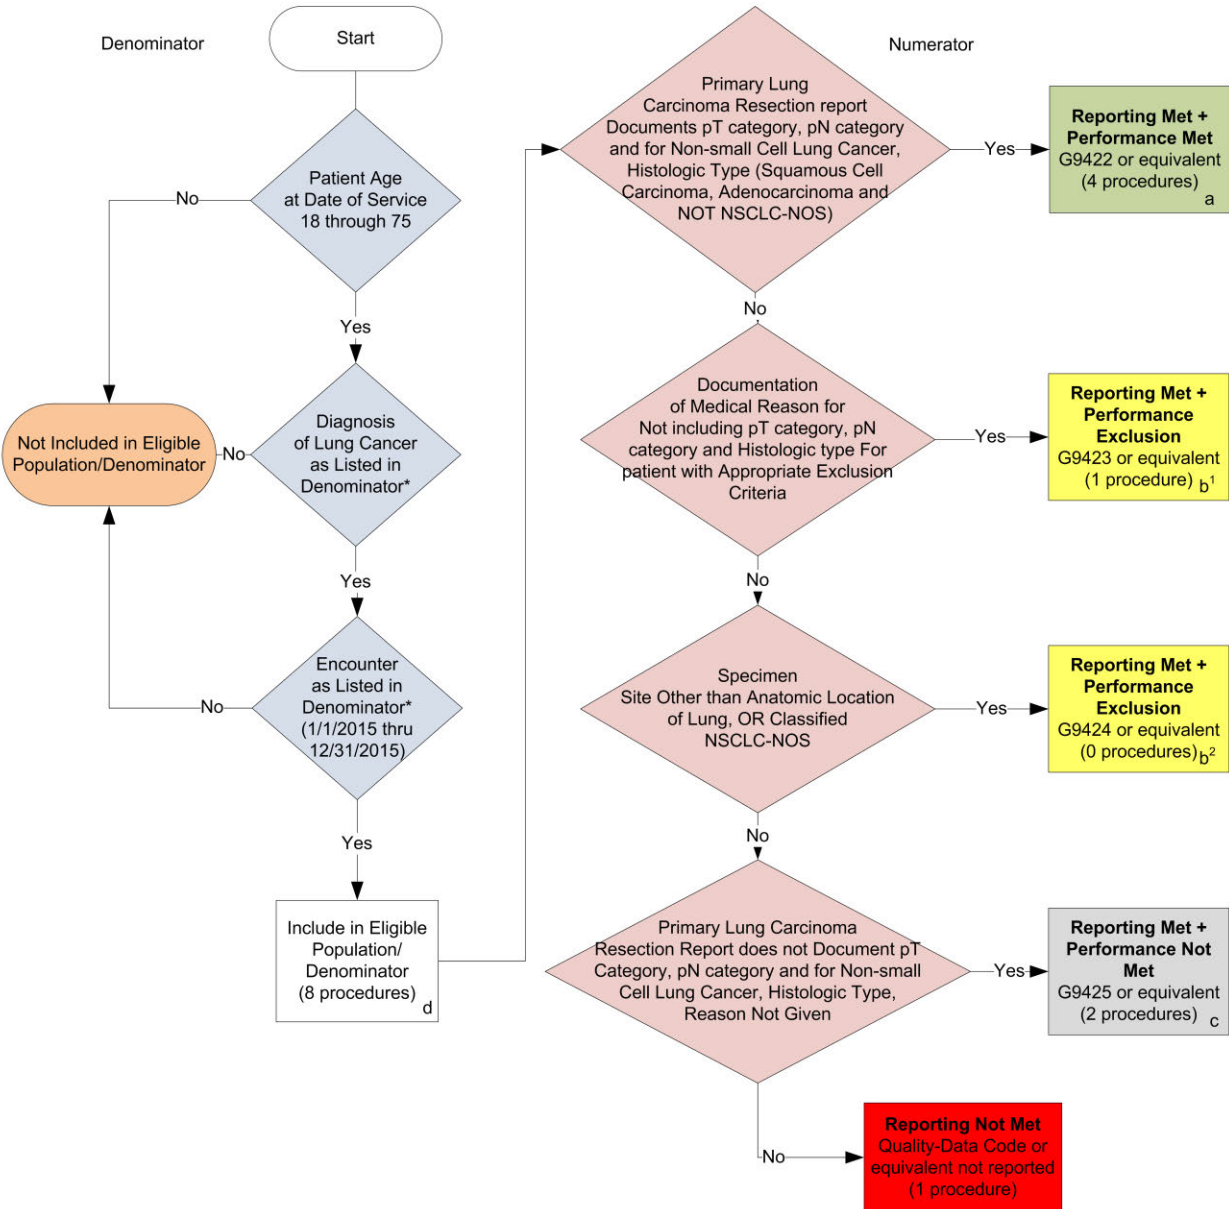 Denominator
Start
Numerator
Patient Age
at Date of Service
18 through 75
No
Yes
Diagnosis
of Lung Cancer
as Listed in
Denominator*
No
Not Included in Eligible
Population/Denominator
Yes
Encounter
as Listed in
Denominator*
(1/1/2015 thru
12/31/2015)
No
Yes
Include in Eligible
Population/
Denominator
(8 procedures)
d
Primary Lung
Carcinoma Resection report
Documents pT category, pN category
and for Non-small Cell Lung Cancer,
Histologic Type (Squamous Cell
Carcinoma, Adenocarcinoma and
NOT NSCLC-NOS)
Yes
Reporting Met +
Performance Met
G9422 or equivalent
(4 procedures)
a
No
Documentation
of Medical Reason for
Not including pT category, pN
category and Histologic type For
patient with Appropriate Exclusion
Criteria
Yes
Reporting Met +
Performance
Exclusion
G9423 or equivalent
(1 procedure) b¹
No
Specimen
Site Other than Anatomic Location
of Lung, OR Classified
NSCLC-NOS
Yes
Reporting Met +
Performance
Exclusion
G9424 or equivalent
(0 procedures) b²
No
Primary Lung Carcinoma
Resection Report does not Document pT
Category, pN category and for Non-small
Cell Lung Cancer, Histologic Type,
Reason Not Given
Yes
Reporting Met +
Performance Not
Met
G9425 or equivalent
(2 procedures) c
No
Reporting Not Met
Quality-Data Code or
equivalent not reported
(1 procedure)